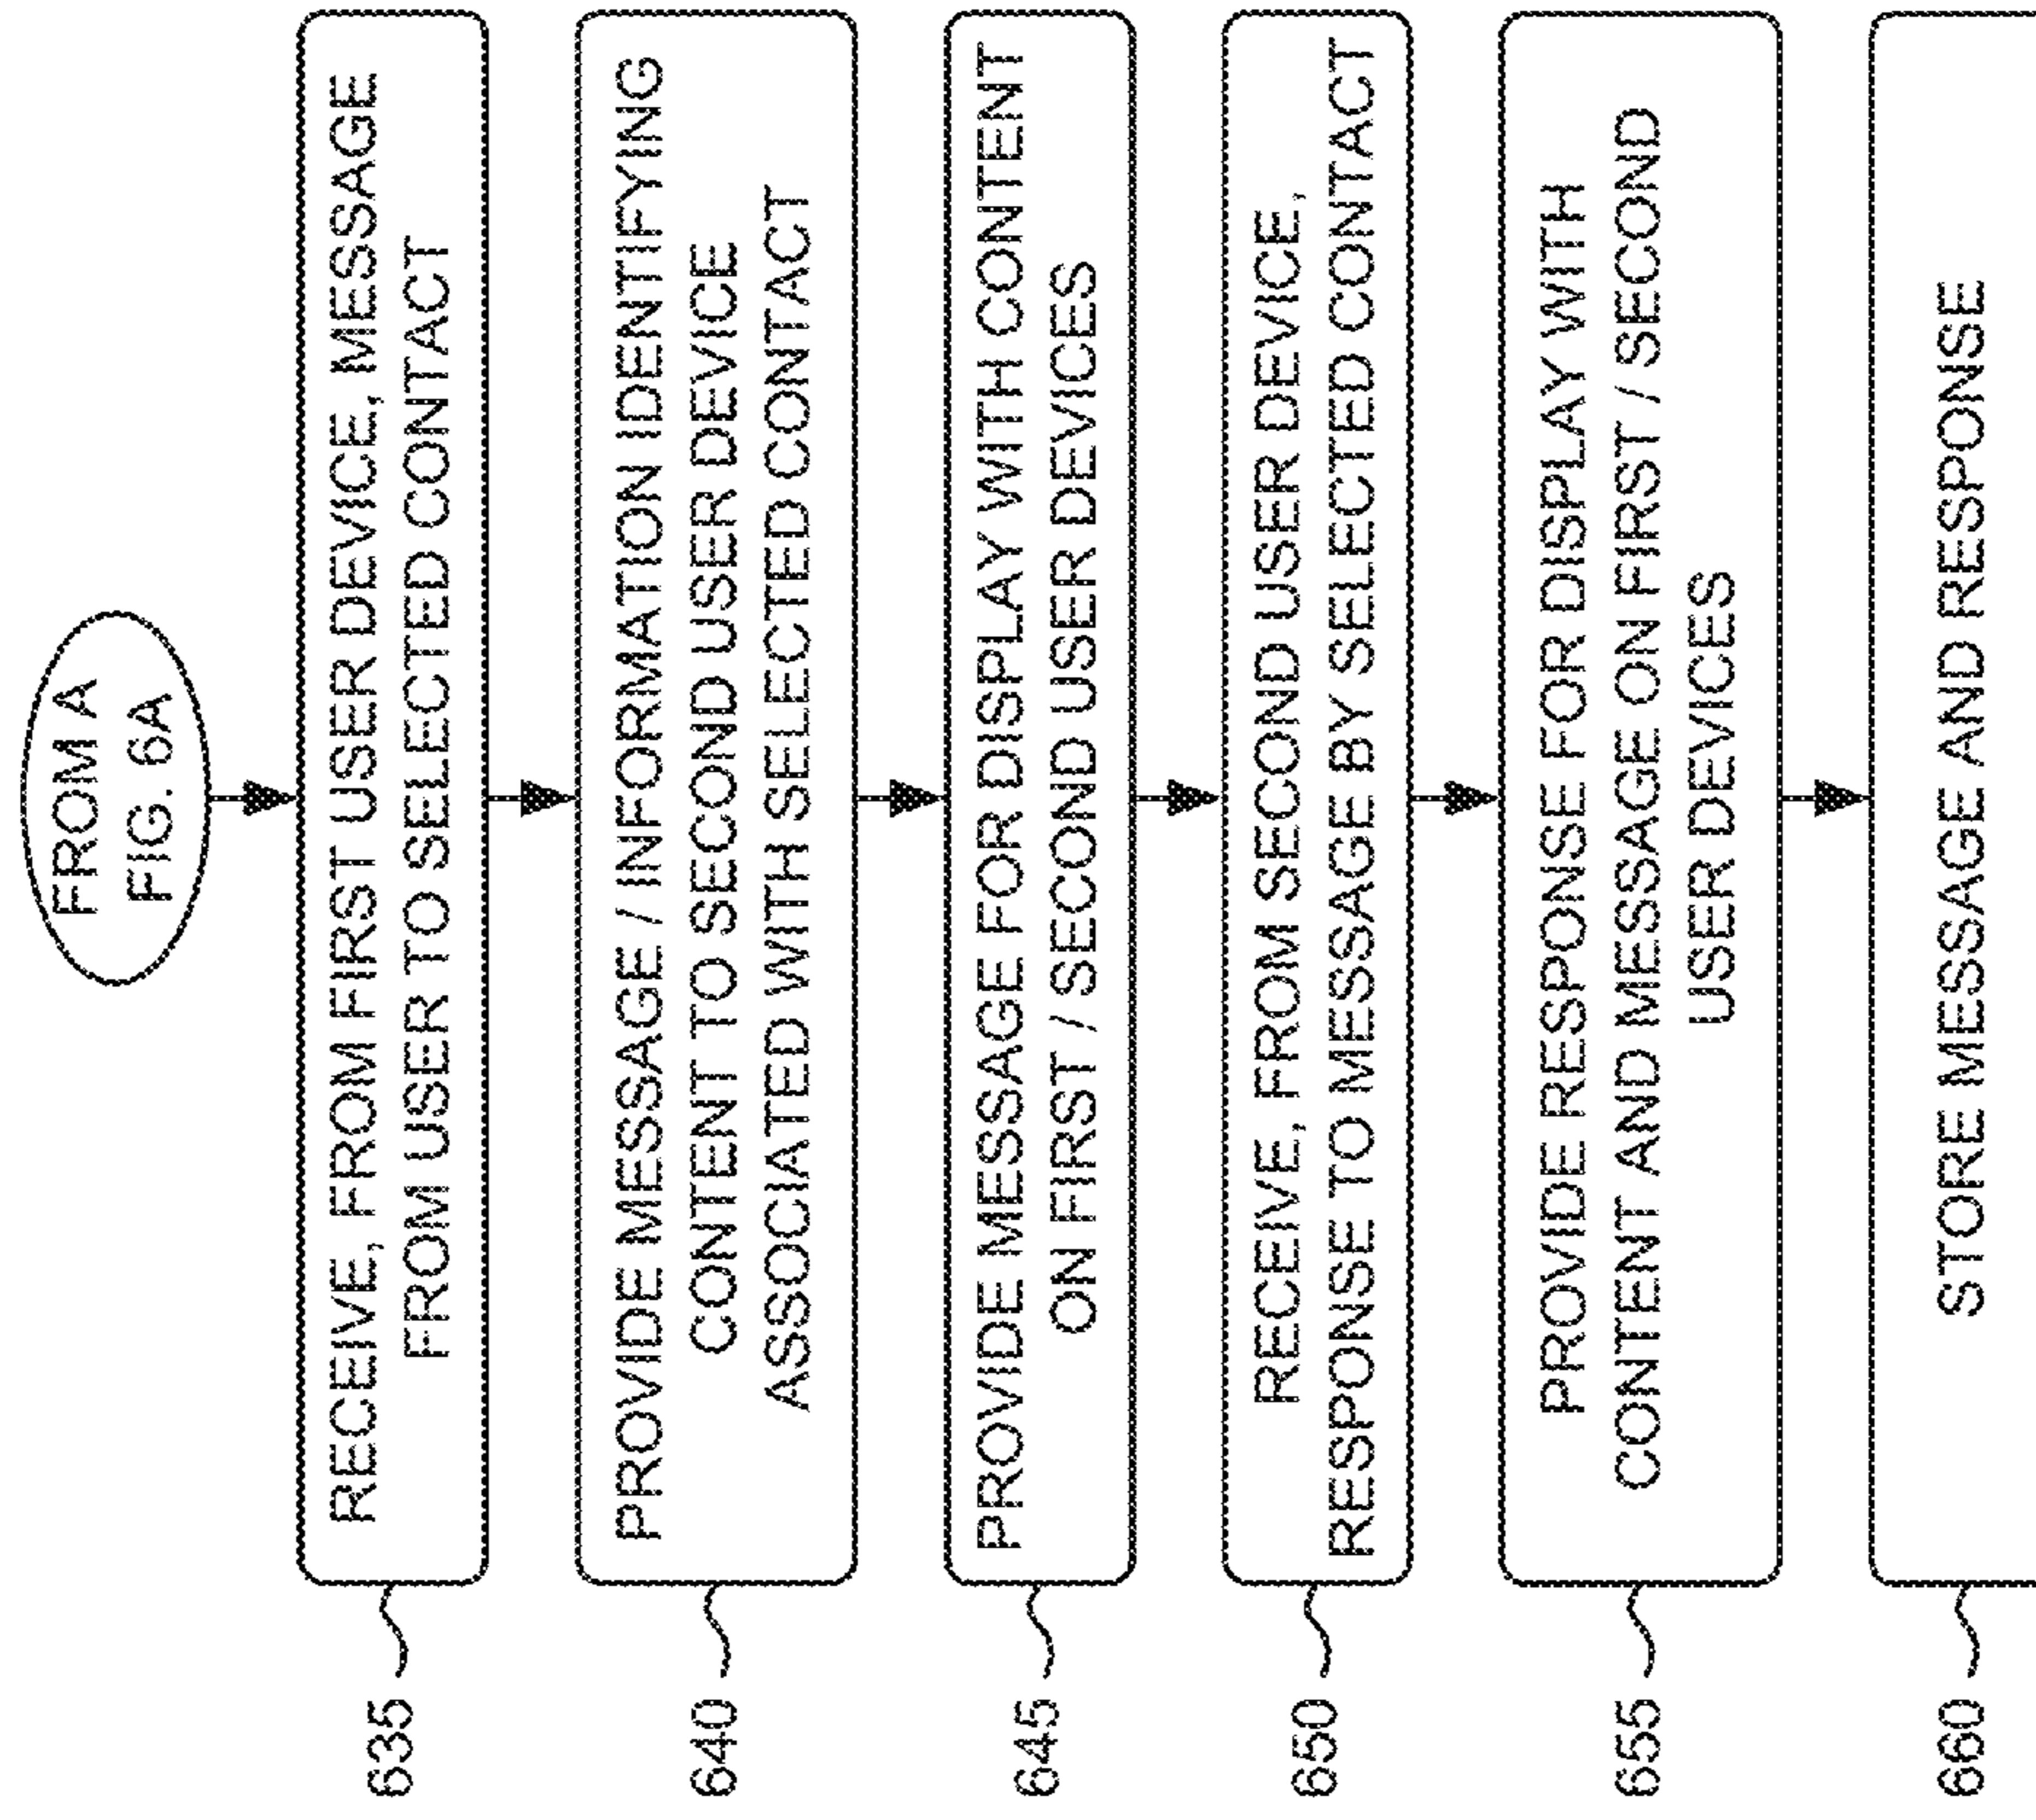 FROM A
FIG. 6A
635
RECEIVE, FROM FIRST USER DEVICE, MESSAGE
FROM USER TO SELECTED CONTACT
640
PROVIDE MESSAGE / INFORMATION IDENTIFYING
CONTENT TO SECOND USER DEVICE
ASSOCIATED WITH SELECTED CONTACT
645
PROVIDE MESSAGE FOR DISPLAY WITH CONTENT
ON FIRST / SECOND USER DEVICES
650
RECEIVE, FROM SECOND USER DEVICE,
RESPONSE TO MESSAGE BY SELECTED CONTACT
655
PROVIDE RESPONSE FOR DISPLAY WITH
CONTENT AND MESSAGE ON FIRST / SECOND
USER DEVICES
660
STORE MESSAGE AND RESPONSE